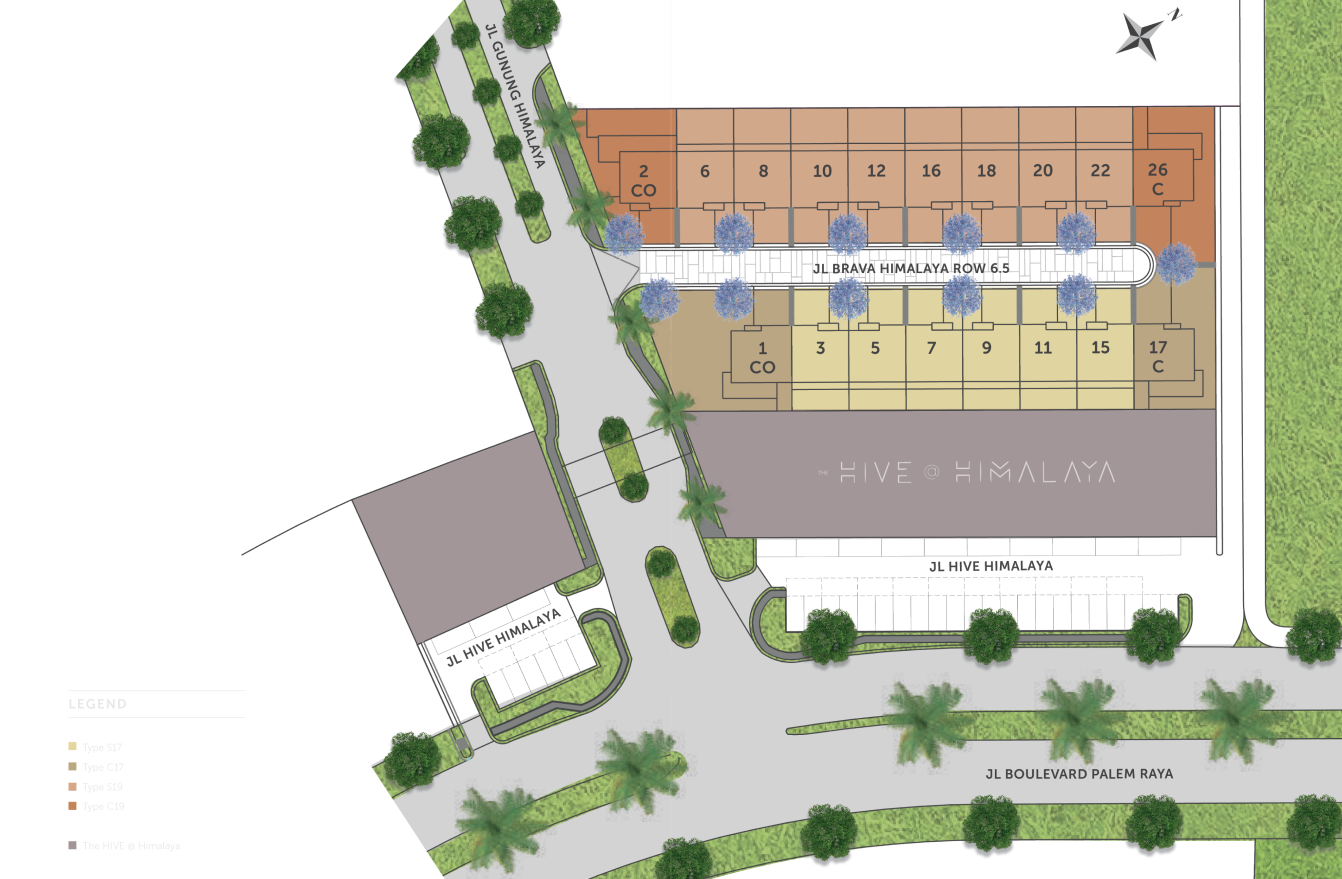 N
JL GUNUNG HIMALAYA
2
CO
6
8
10
12
16
18
20
22
26
C
JL BRAVA HIMALAYA ROW 6.5
1
CO
3
5
7
9
11
15
17
C
THE HIVE @ HIMALAYA
JL HIVE HIMALAYA
JL HIVE HIMALAYA
LEGEND
Type S17
Type C17
Type S19
Type C19
The HIVE @ Himalaya
JL BOULEVARD PALEM RAYA